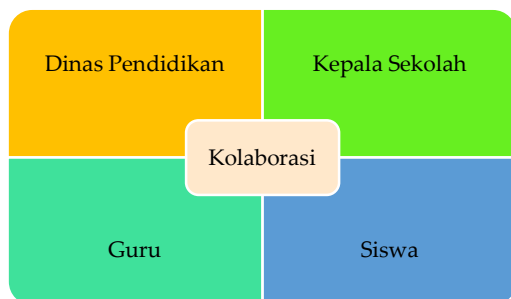 Dinas Pendidikan
Kepala Sekolah
Kolaborasi
Guru
Siswa